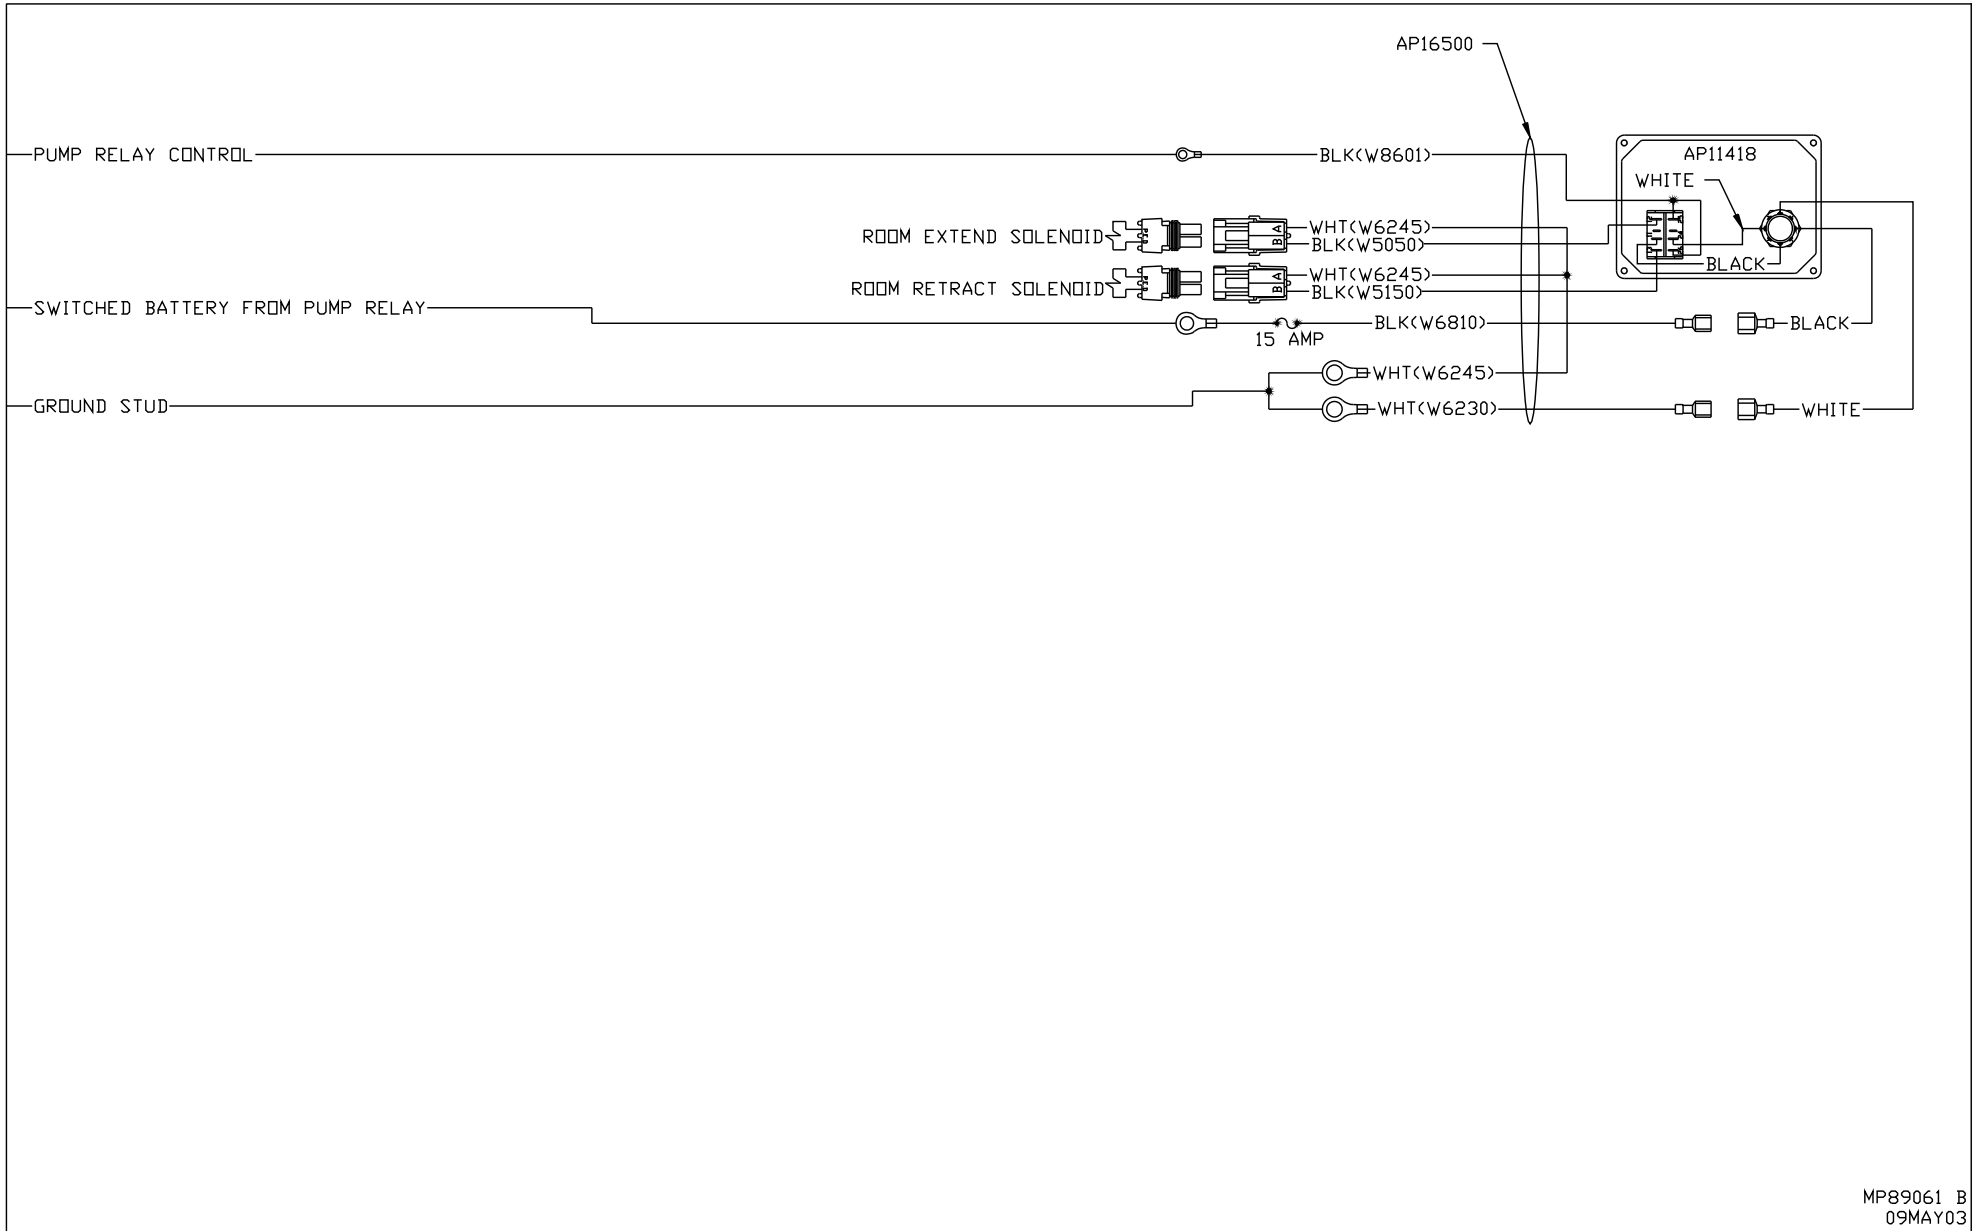 AP16500
PUMP RELAY CONTROL
BLK(W8601)
AP11418
WHITE
ROOM EXTEND SOLENOID
A
B
WHT(W6245)
BLK(W5050)
BLACK
ROOM RETRACT SOLENOID
A
B
WHT(W6245)
BLK(W5150)
SWITCHED BATTERY FROM PUMP RELAY
15 AMP
BLK(W6810)
BLACK
WHT(W6245)
GROUND STUD
WHT(W6230)
WHITE
MP89061 B
09MAY03